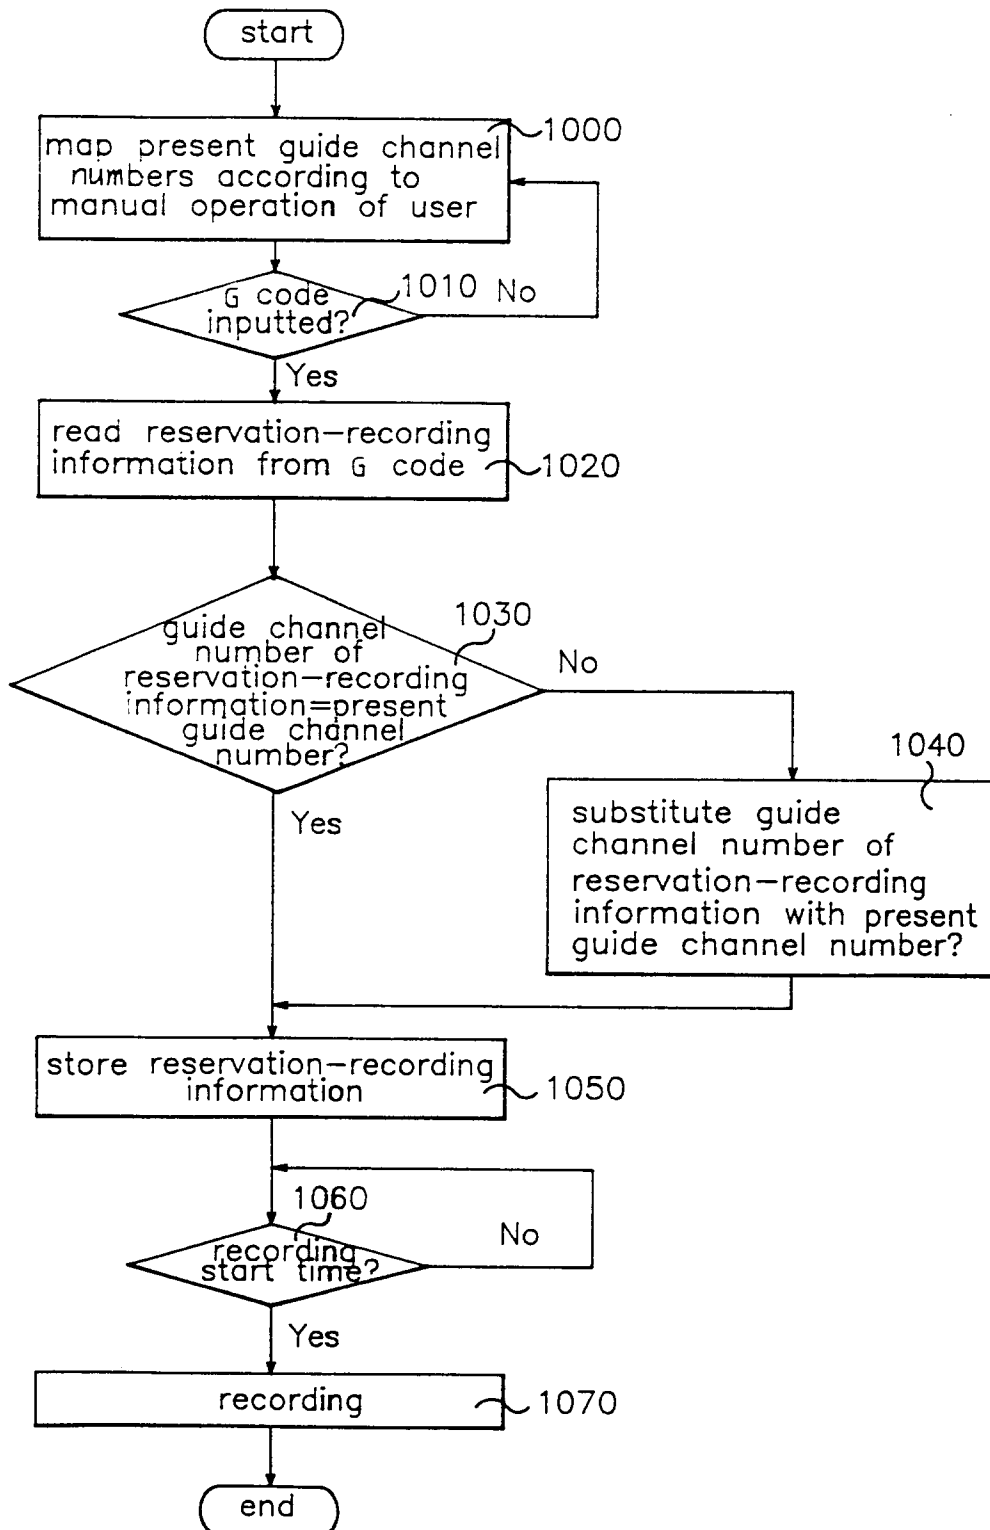 start
1000
map present guide channel
numbers according to
manual operation of user
1010
No
G code
inputted?
Yes
read reservation-recording
information from G code
1020
1030
guide channel
number of
reservation-recording
information=present
guide channel
number?
No
Yes
1040
substitute guide
channel number of
reservation-recording
information with present
guide channel number?
store reservation-recording
information
1050
1060
recording
start time?
No
Yes
recording
1070
end